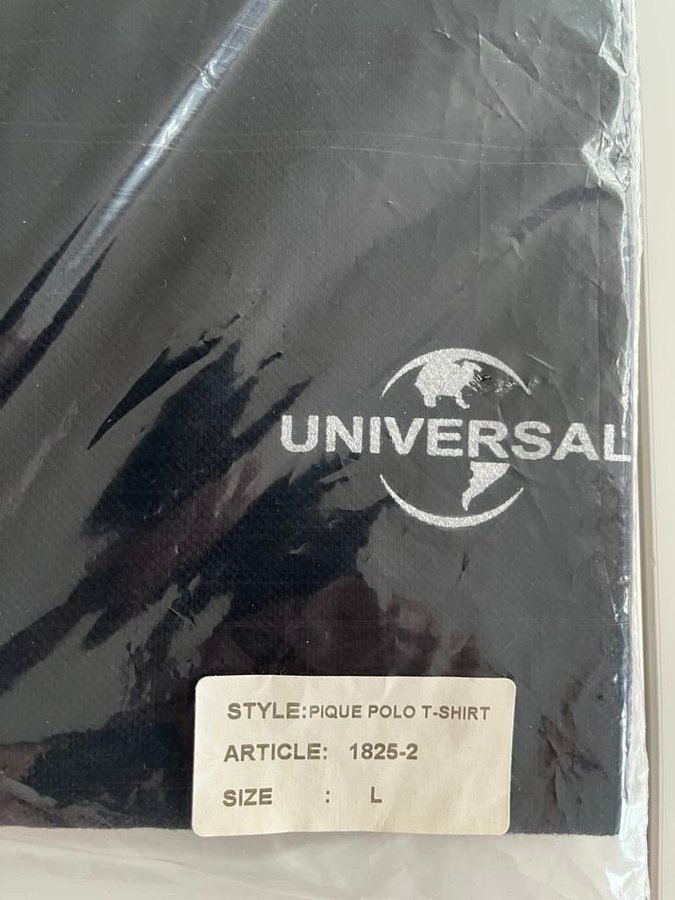 UNIVERSAL
STYLE:PIQUE POLO T-SHIRT
ARTICLE: 1825-2
SIZE : L